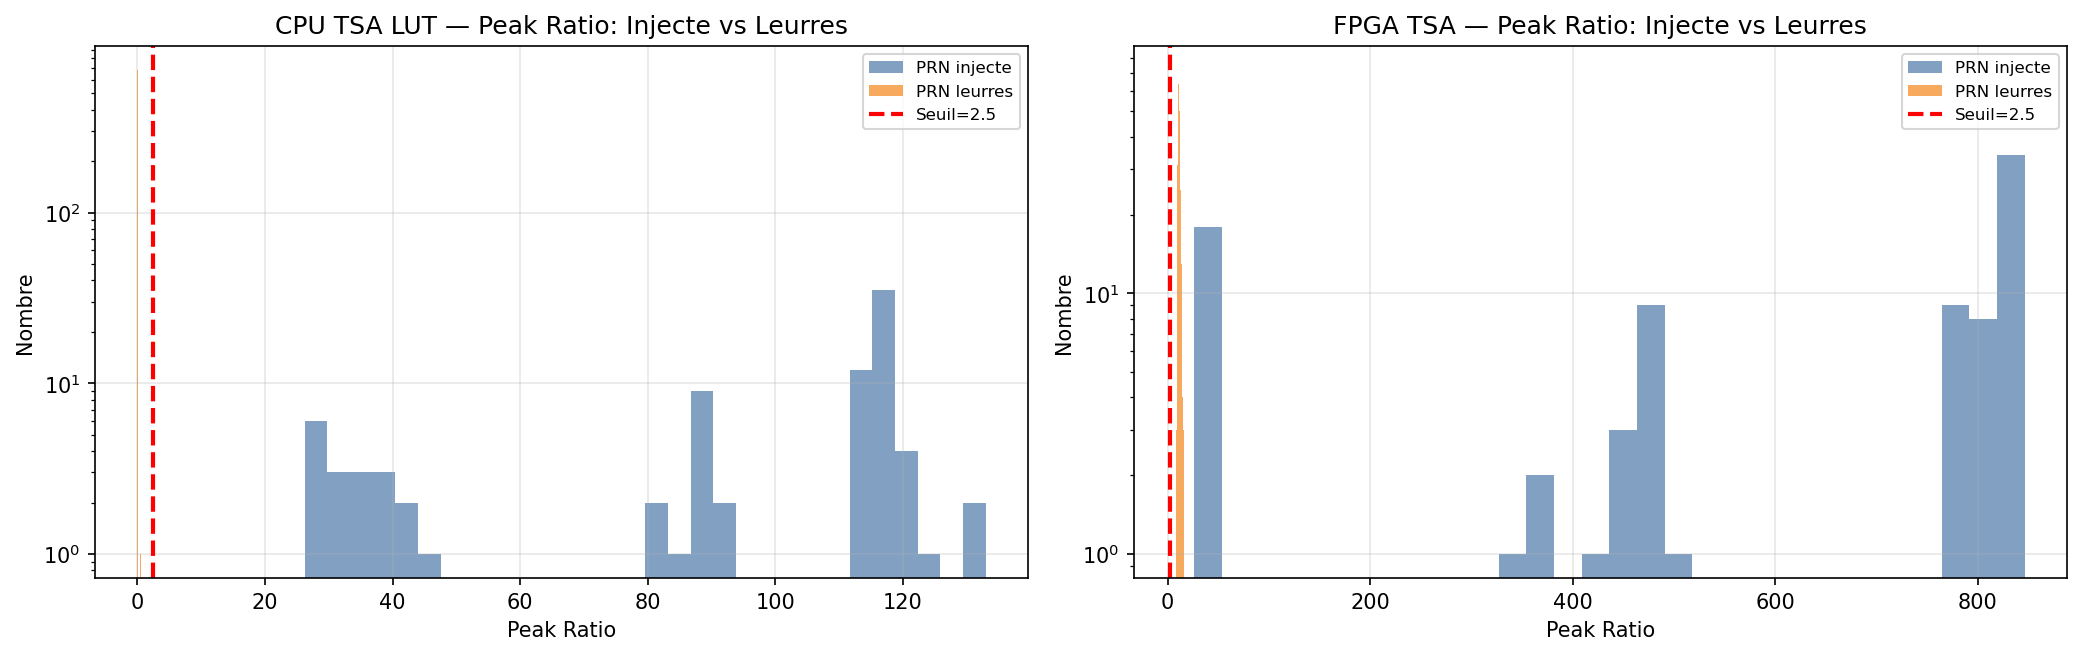 CPU TSA LUT — Peak Ratio: Injecte vs Leurres
PRN injecte
PRN leurres
Seuil=2.5
Nombre
10²
10¹
10⁰
0 20 40 60 80 100 120
Peak Ratio
FPGA TSA — Peak Ratio: Injecte vs Leurres
PRN injecte
PRN leurres
Seuil=2.5
Nombre
10¹
10⁰
0 200 400 600 800
Peak Ratio